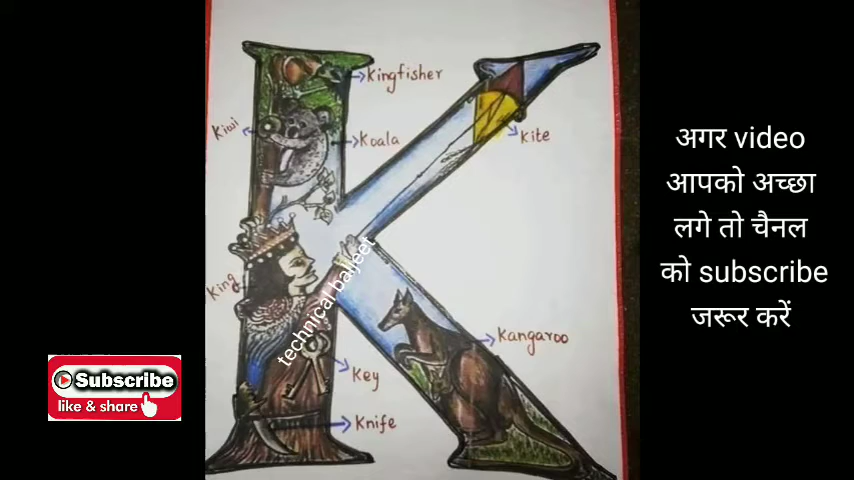 Kingfisher
Kiwi
Koala
Kite
King
technical baljeet
Kangaroo
Key
Knife
अगर video
आपको अच्छा
लगे तो चैनल
को subscribe
जरूर करें
Subscribe
like & share